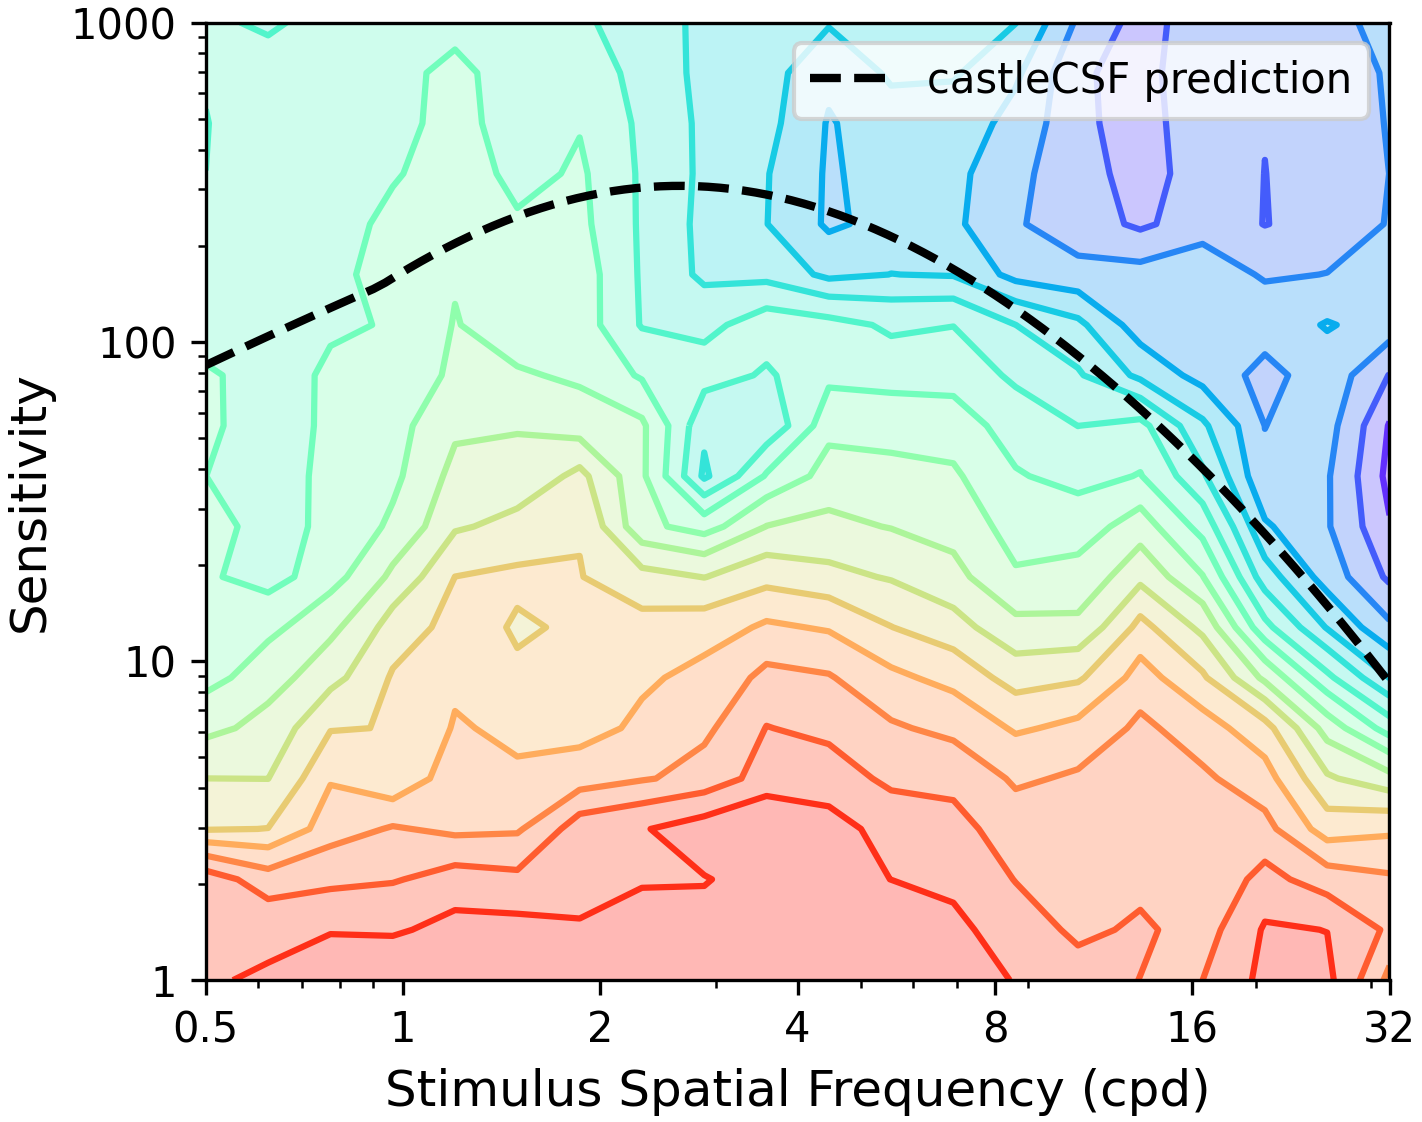 1000
100
10
1
Sensitivity
castleCSF prediction
0.5 1 2 4 8 16 32
Stimulus Spatial Frequency (cpd)